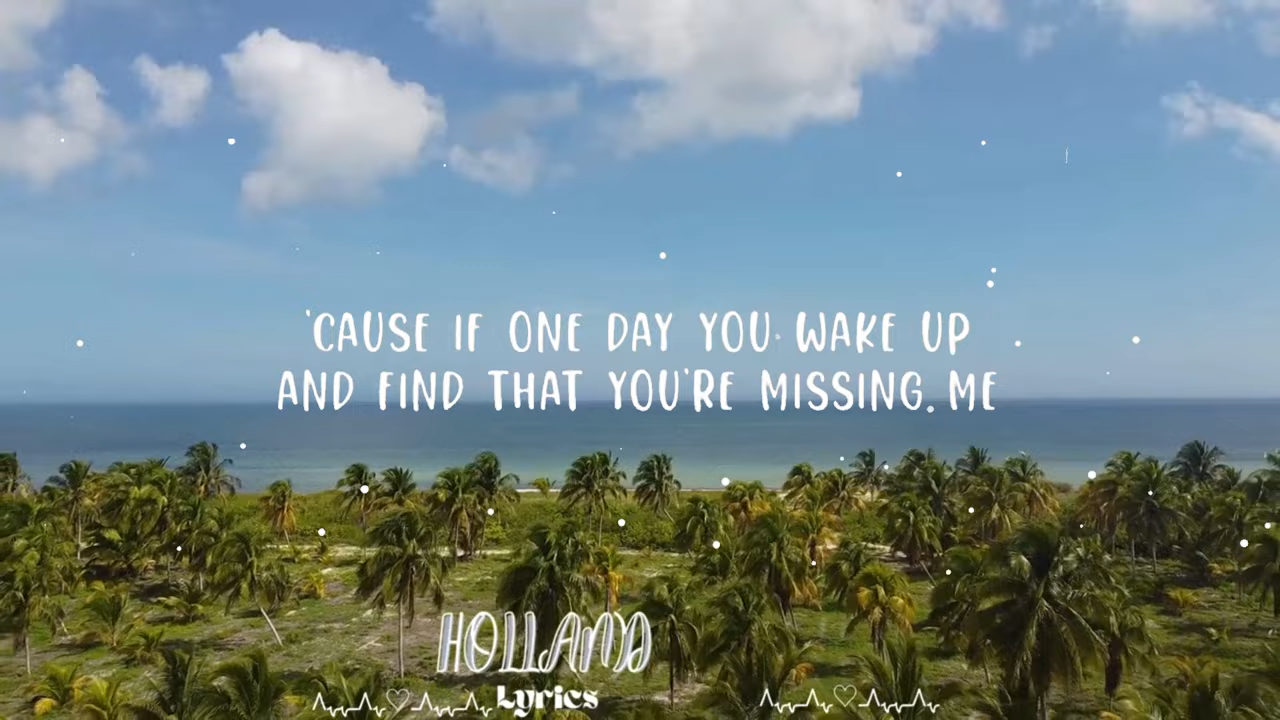 'CAUSE IF ONE DAY YOU WAKE UP
AND FIND THAT YOU'RE MISSING ME
HOLLAND
Lyrics